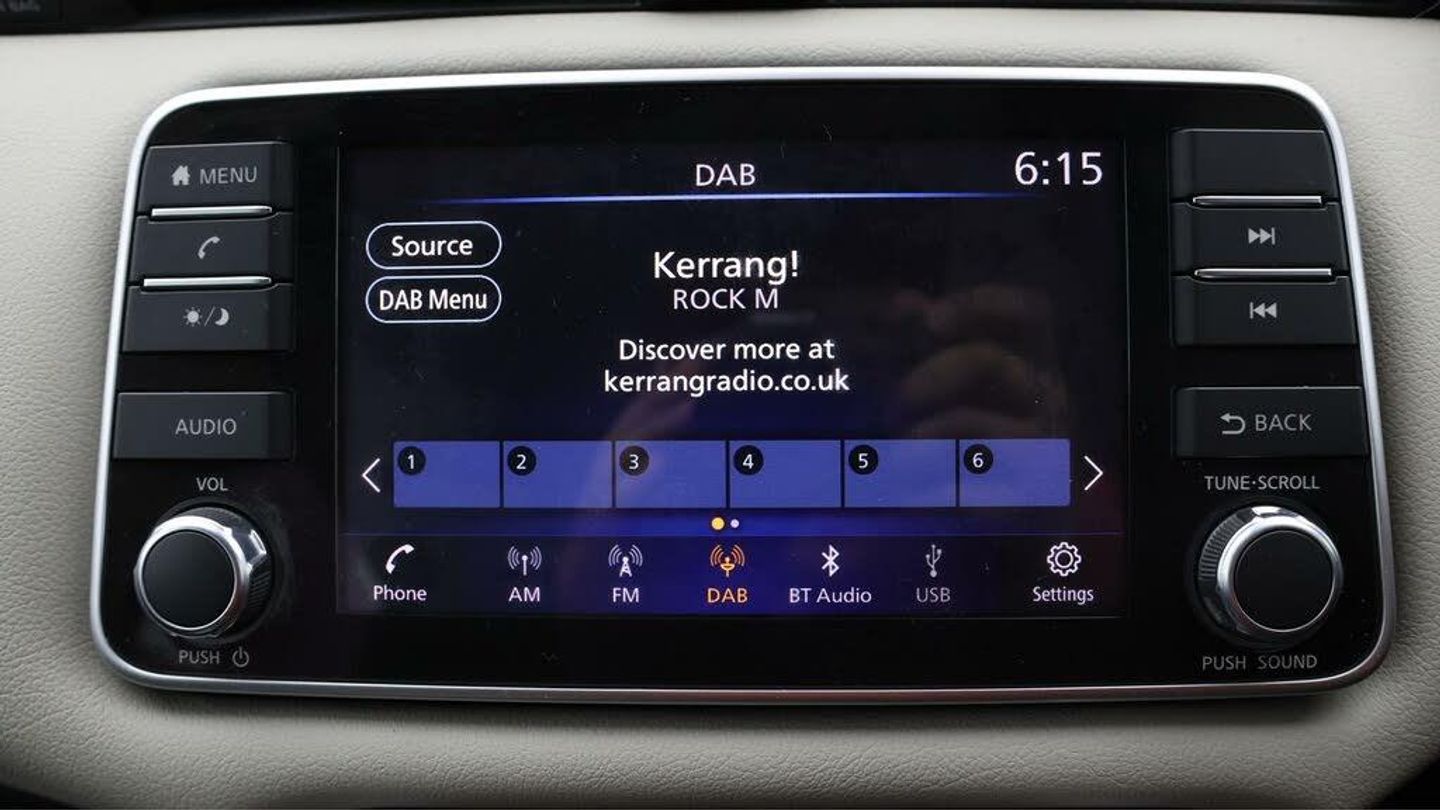 MENU
AUDIO
VOL
PUSH
DAB
6:15
Source
DAB Menu
Kerrang!
ROCK M
Discover more at
kerrangradio.co.uk
1 2 3 4 5 6
Phone AM FM DAB BT Audio USB Settings
BACK
TUNE·SCROLL
PUSH SOUND